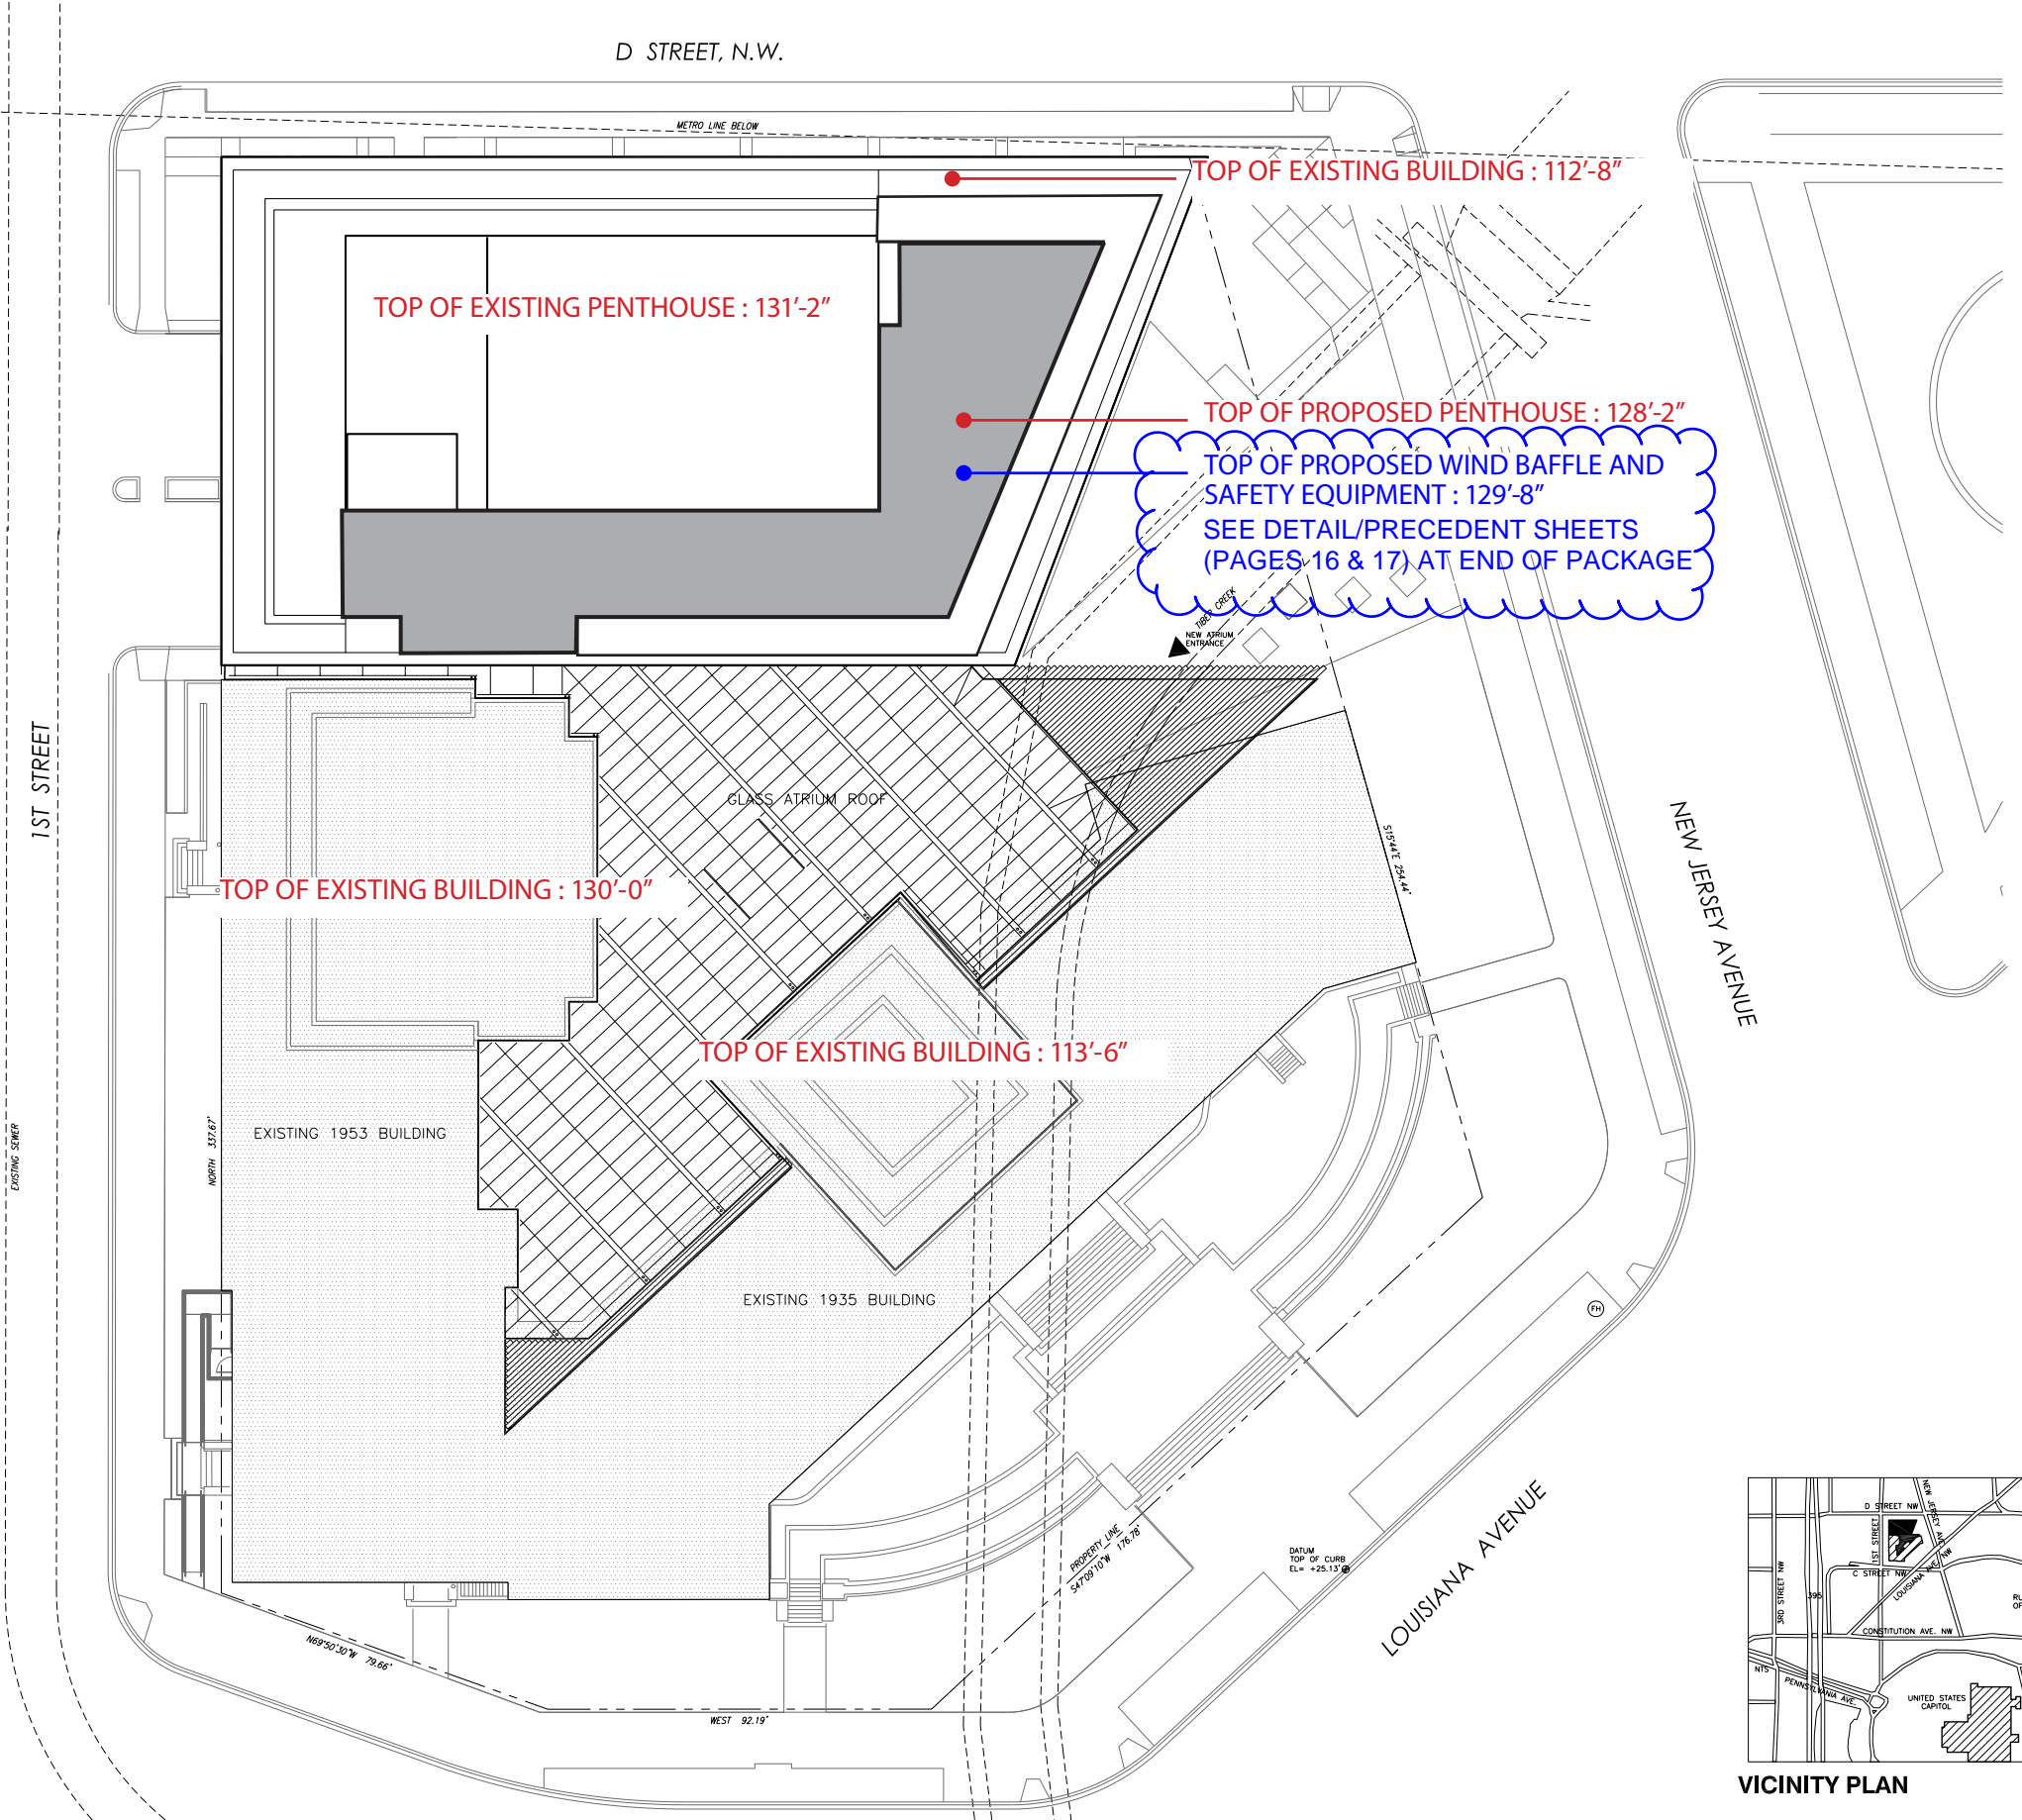 D STREET, N.W.
METRO LINE BELOW
TOP OF EXISTING BUILDING : 112'-8"
TOP OF EXISTING PENTHOUSE : 131'-2"
TOP OF PROPOSED PENTHOUSE : 128'-2"
TOP OF PROPOSED WIND BAFFLE AND
SAFETY EQUIPMENT : 129'-8"
SEE DETAIL/PRECEDENT SHEETS
(PAGES 16 & 17) AT END OF PACKAGE
TIBER CREEK
NEW ATRIUM
ENTRANCE
1ST STREET
GLASS ATRIUM ROOF
S15°44'E 254.44'
NEW JERSEY AVENUE
TOP OF EXISTING BUILDING : 130'-0"
TOP OF EXISTING BUILDING : 113'-6"
EXISTING SEWER
NORTH 337.67'
EXISTING 1953 BUILDING
EXISTING 1935 BUILDING
FH
PROPERTY LINE
S47°09'10"W 176.78'
DATUM
TOP OF CURB
EL= +25.13'
LOUISIANA AVENUE
N69°50'30"W 79.66'
WEST 92.19'
D STREET NW
NEW JERSEY AVE
1ST STREET
C STREET NW
LOUISIANA AVE. NW
3RD STREET NW
395
RU
OF
CONSTITUTION AVE. NW
NTS
PENNSYLVANIA AVE.
UNITED STATES
CAPITOL
VICINITY PLAN